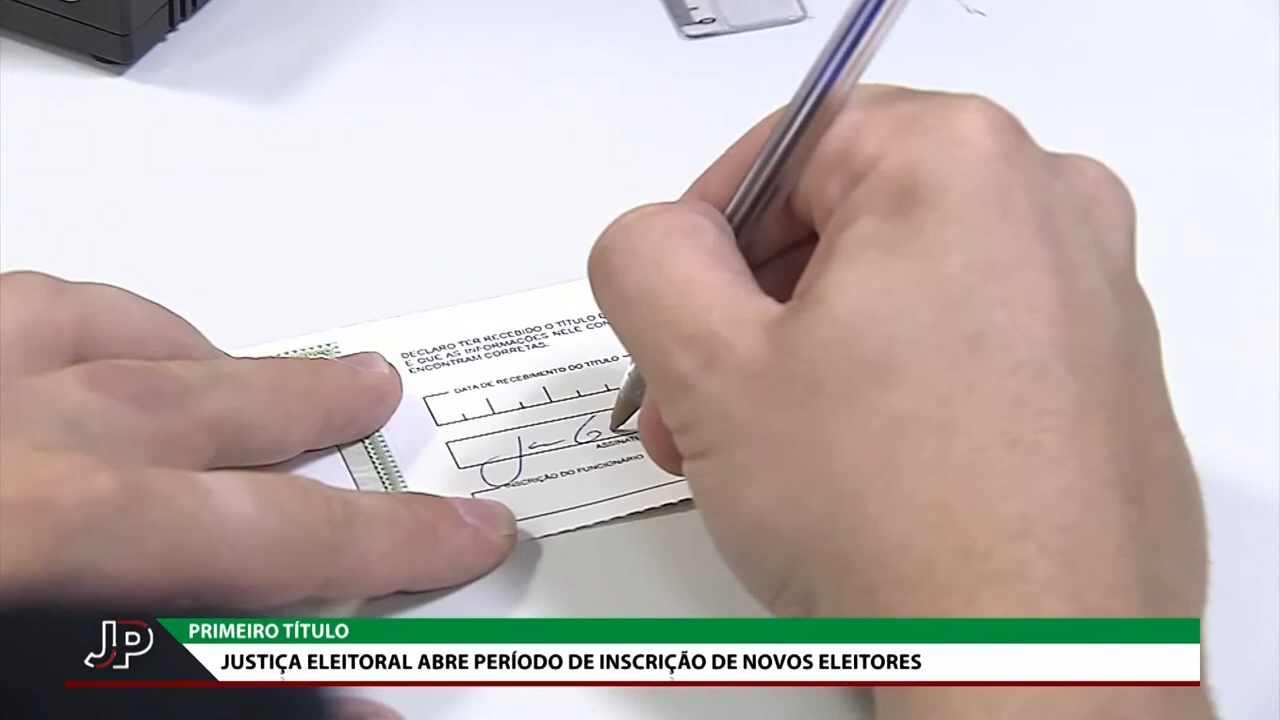 DECLARO TER RECEBIDO O TÍTULO
E QUE AS INFORMAÇÕES NELE
ENCONTRAM CORRETAS.
DATA DE RECEBIMENTO DO TÍTULO
INSCRIÇÃO DO FUNCIONÁRIO
JP
PRIMEIRO TÍTULO
JUSTIÇA ELEITORAL ABRE PERÍODO DE INSCRIÇÃO DE NOVOS ELEITORES